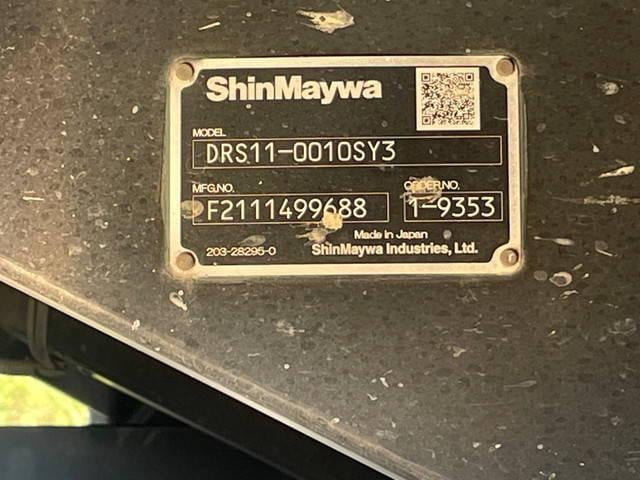 ShinMaywa
MODEL
DRS11-0010SY3
MFG.NO. ORDER.NO.
F2111499688 1-9353
Made in Japan
203-28295-0 ShinMaywa Industries, Ltd.